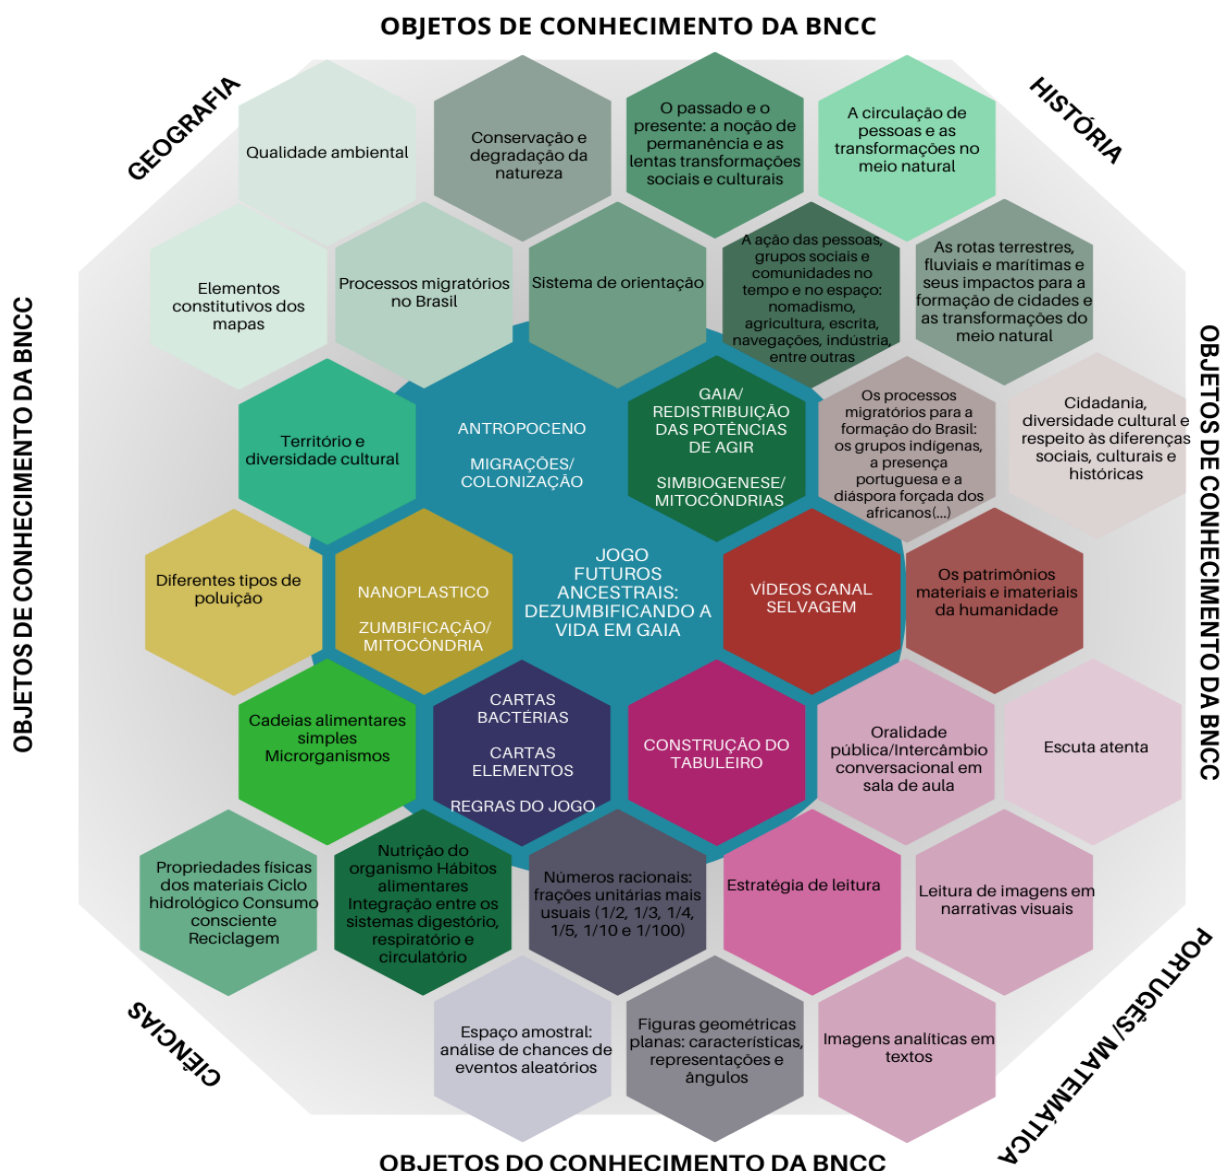 OBJETOS DE CONHECIMENTO DA BNCC
GEOGRAFIA
HISTÓRIA
Qualidade ambiental
Conservação e
degradação da
natureza
O passado e o
presente: a noção de
permanência e as
lentas transformações
sociais e culturais
A circulação de
pessoas e as
transformações no
meio natural
Elementos
constitutivos dos
mapas
Processos migratórios
no Brasil
Sistema de orientação
A ação das pessoas,
grupos sociais e
comunidades no
tempo e no espaço:
nomadismo,
agricultura, escrita,
navegações, indústria,
entre outras
As rotas terrestres,
fluviais e marítimas e
seus impactos para a
formação de cidades e
as transformações do
meio natural
OBJETOS DE CONHECIMENTO DA BNCC
OBJETOS DE CONHECIMENTO DA BNCC
Território e
diversidade cultural
ANTROPOCENO
MIGRAÇÕES/
COLONIZAÇÃO
GAIA/
REDISTRIBUIÇÃO
DAS POTÊNCIAS
DE AGIR
SIMBIOGENESE/
MITOCÔNDRIAS
Os processos
migratórios para a
formação do Brasil:
os grupos indígenas,
a presença
portuguesa e a
diáspora forçada dos
africanos(...)
Cidadania,
diversidade cultural e
respeito às diferenças
sociais, culturais e
históricas
Diferentes tipos de
poluição
NANOPLASTICO
ZUMBIFICAÇÃO/
MITOCÔNDRIA
JOGO
FUTUROS
ANCESTRAIS:
DEZUMBIFICANDO A
VIDA EM GAIA
VÍDEOS CANAL
SELVAGEM
Os patrimônios
materiais e imateriais
da humanidade
Cadeias alimentares
simples
Microrganismos
CARTAS
BACTÉRIAS
CARTAS
ELEMENTOS
REGRAS DO JOGO
CONSTRUÇÃO DO
TABULEIRO
Oralidade
pública/Intercâmbio
conversacional em
sala de aula
Escuta atenta
Propriedades físicas
dos materiais Ciclo
hidrológico Consumo
consciente
Reciclagem
Nutrição do
organismo Hábitos
alimentares
Integração entre os
sistemas digestório,
respiratório e
circulatório
Números racionais:
frações unitárias mais
usuais (1/2, 1/3, 1/4,
1/5, 1/10 e 1/100)
Estratégia de leitura
Leitura de imagens em
narrativas visuais
Espaço amostral:
análise de chances de
eventos aleatórios
Figuras geométricas
planas: características,
representações e
ângulos
Imagens analíticas em
textos
CIÊNCIAS
PORTUGÊS/ MATEMÁTICA
OBJETOS DO CONHECIMENTO DA BNCC